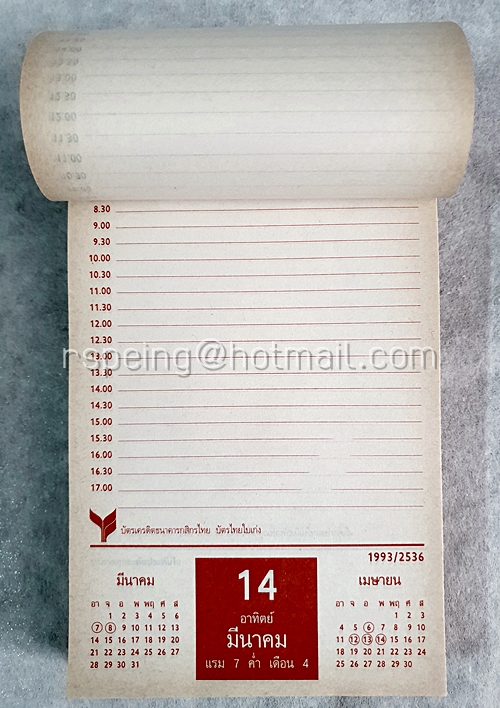 8.30
9.00
9.30
10.00
10.30
11.00
11.30
12.00
12.30
13.00
rspeing@hotmail.com
13.30
14.00
14.30
15.00
15.30
16.00
16.30
17.00
บัตรเครดิตธนาคารกสิกรไทย บัตรไทยใบเก่ง
1993/2536
มีนาคม
อา จ อ พ พฤ ศ ส
1 2 3 4 5 6
7 8 9 10 11 12 13
14 15 16 17 18 19 20
21 22 23 24 25 26 27
28 29 30 31
14
อาทิตย์
มีนาคม
แรม 7 ค่ำ เดือน 4
เมษายน
อา จ อ พ พฤ ศ ส
1 2 3
4 5 6 7 8 9 10
11 12 13 14 15 16 17
18 19 20 21 22 23 24
25 26 27 28 29 30